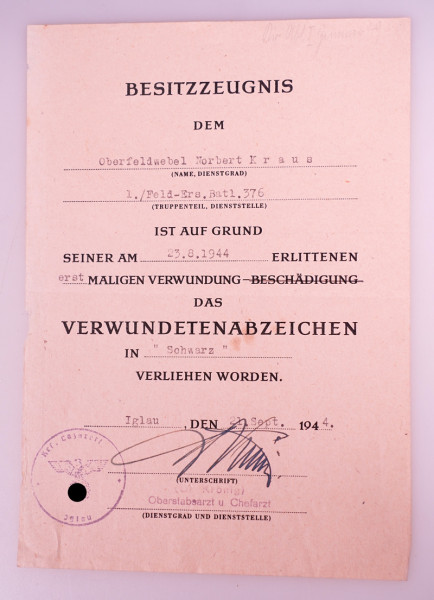 BESITZZEUGNIS
DEM
Oberfeldwebel Norbert Kraus
(NAME, DIENSTGRAD)
1./Feld-Ers.Batl.376
(TRUPPENTEIL, DIENSTSTELLE)
IST AUF GRUND
SEINER AM 23.8.1944 ERLITTENEN
erst MALIGEN VERWUNDUNG BESCHÄDIGUNG
DAS
VERWUNDETENABZEICHEN
IN " Schwarz "
VERLIEHEN WORDEN.
Iglau, DEN 21.Sept. 1944.
(UNTERSCHRIFT)
Oberstabsarzt u Chefarzt
(DIENSTGRAD UND DIENSTSTELLE)
Iglau